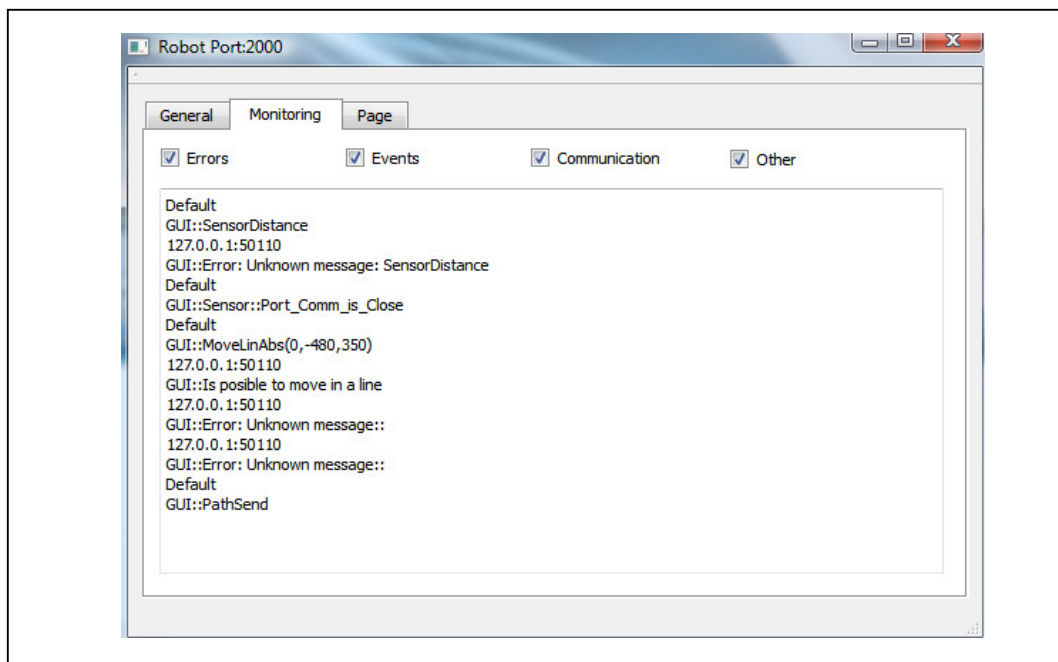 Robot Port:2000
General Monitoring Page
Errors Events Communication Other
Default
GUI::SensorDistance
127.0.0.1:50110
GUI::Error: Unknown message: SensorDistance
Default
GUI::Sensor::Port_Comm_is_Close
Default
GUI::MoveLinAbs(0,-480,350)
127.0.0.1:50110
GUI::Is posible to move in a line
127.0.0.1:50110
GUI::Error: Unknown message::
127.0.0.1:50110
GUI::Error: Unknown message::
Default
GUI::PathSend